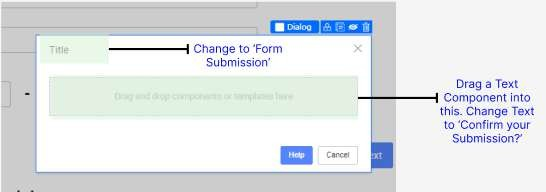 Dialog
Title
Change to 'Form
Submission'
Drag and drop components or templates here
Drag a Text
Component into
this. Change Text
to 'Confirm your
Submission?'
Help
Cancel
ext